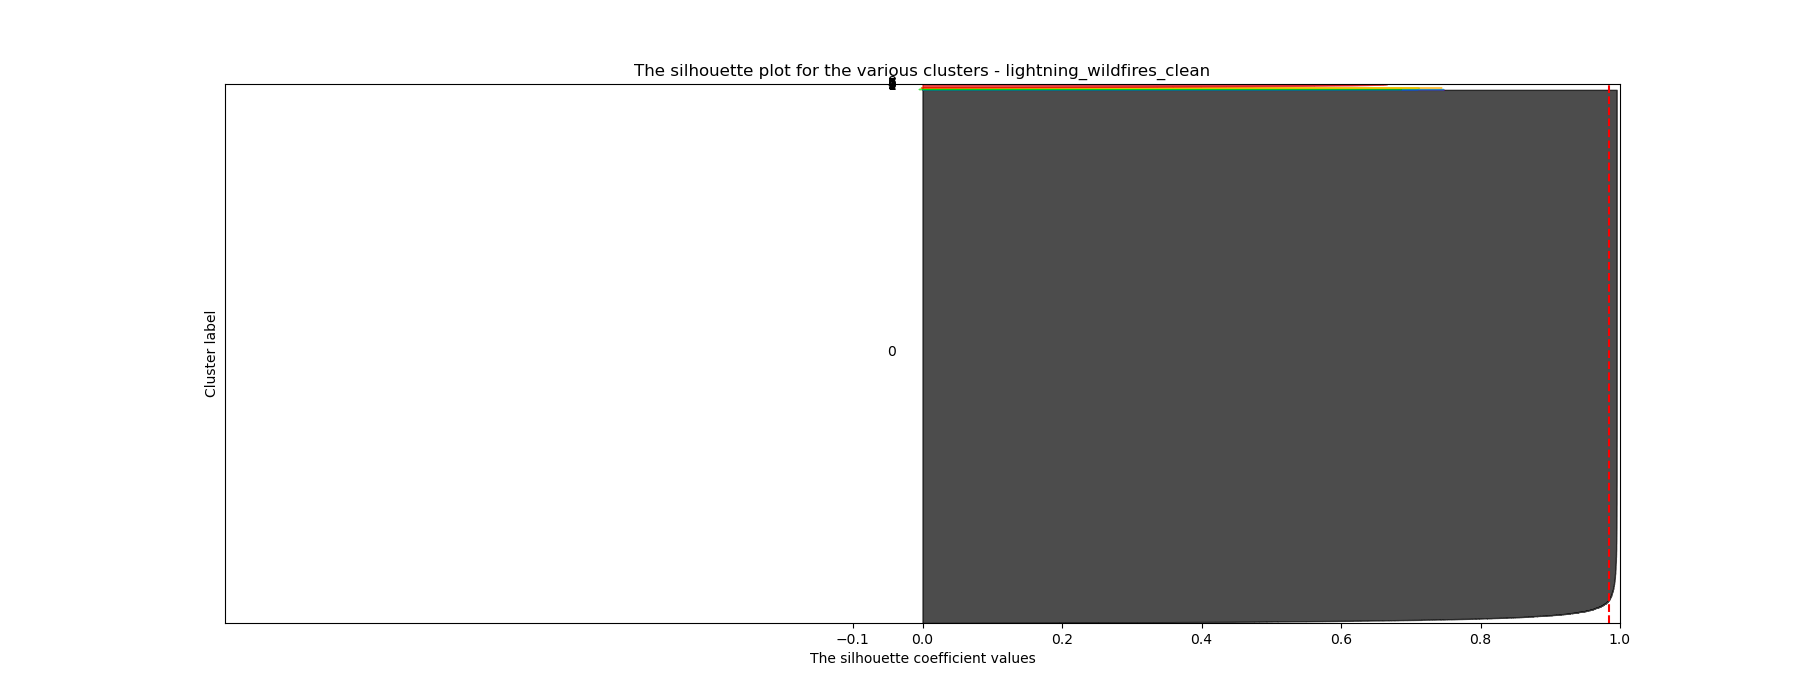 The silhouette plot for the various clusters - lightning_wildfires_clean
Cluster label
0
−0.1 0.0 0.2 0.4 0.6 0.8 1.0
The silhouette coefficient values